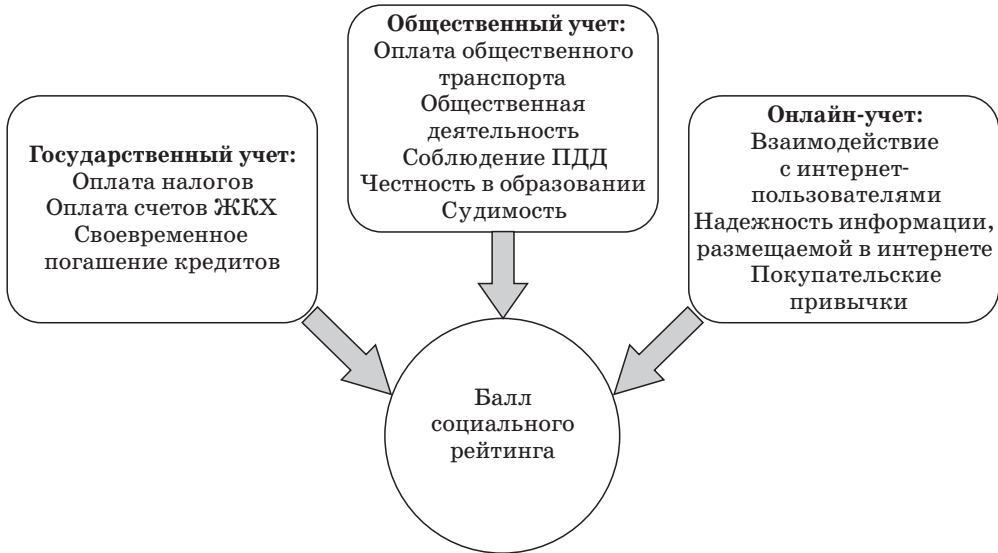 Государственный учет:
Оплата налогов
Оплата счетов ЖКХ
Своевременное
погашение кредитов
Общественный учет:
Оплата общественного
транспорта
Общественная
деятельность
Соблюдение ПДД
Честность в образовании
Судимость
Онлайн-учет:
Взаимодействие
с интернет-
пользователями
Надежность информации,
размещаемой в интернете
Покупательские
привычки
Балл
социального
рейтинга